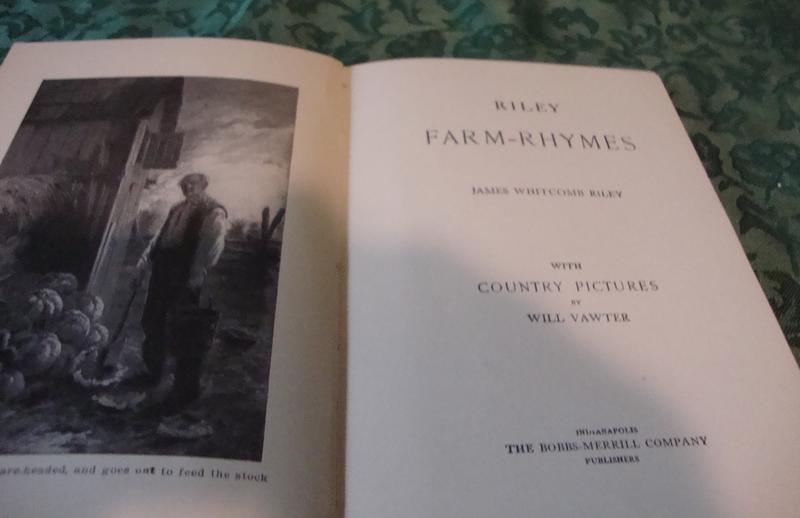 are-headed, and goes out to feed the stock
RILEY
FARM-RHYMES
JAMES WHITCOMB RILEY
WITH
COUNTRY PICTURES
BY
WILL VAWTER
INDIANAPOLIS
THE BOBBS-MERRILL COMPANY
PUBLISHERS